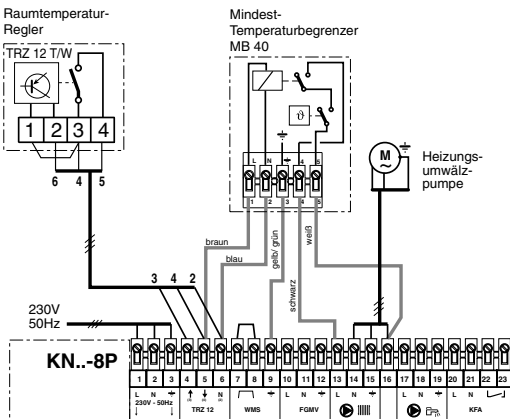 Raumtemperatur-
Regler
TRZ 12 T/W
1 2 3 4
6 4 5
Mindest-
Temperaturbegrenzer
MB 40
ϑ
L N 4 5
1 2 3 4 5
M
~
Heizungs-
umwälz-
pumpe
braun
blau
gelb/ grün
schwarz
weiß
3 4 2
230V
50Hz
KN..-8P
1 2 3 4 5 6 7 8 9 10 11 12 13 14 15 16 17 18 19 20 21 22 23
L N L N L N L N L N
230V - 50Hz
TRZ 12
WMS
FGMV
KFA